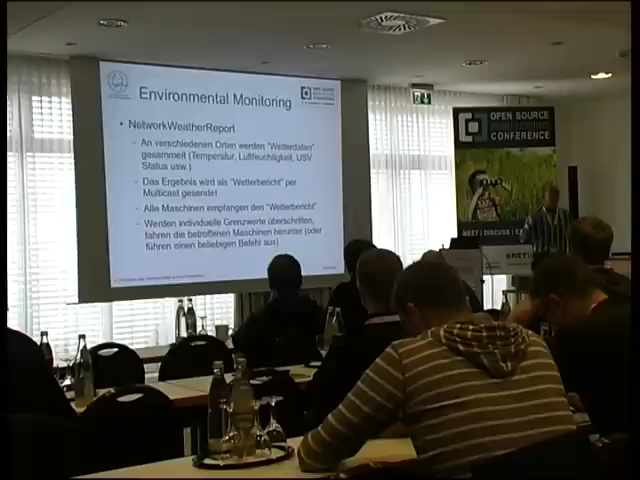 Environmental Monitoring
• NetworkWeatherReport
– An verschiedenen Orten werden "Wetterdaten"
gesammelt (Temperatur, Luftfeuchtigkeit, USV
Status usw.)
– Das Ergebnis wird als "Wetterbericht" per
Multicast gesendet
– Alle Maschinen empfangen den "Wetterbericht"
– Werden individuelle Grenzwerte überschritten,
fahren die betroffenen Maschinen herunter (oder
führen einen beliebigen Befehl aus)
OPEN SOURCE
CONFERENCE
MEET | DISCUSS |